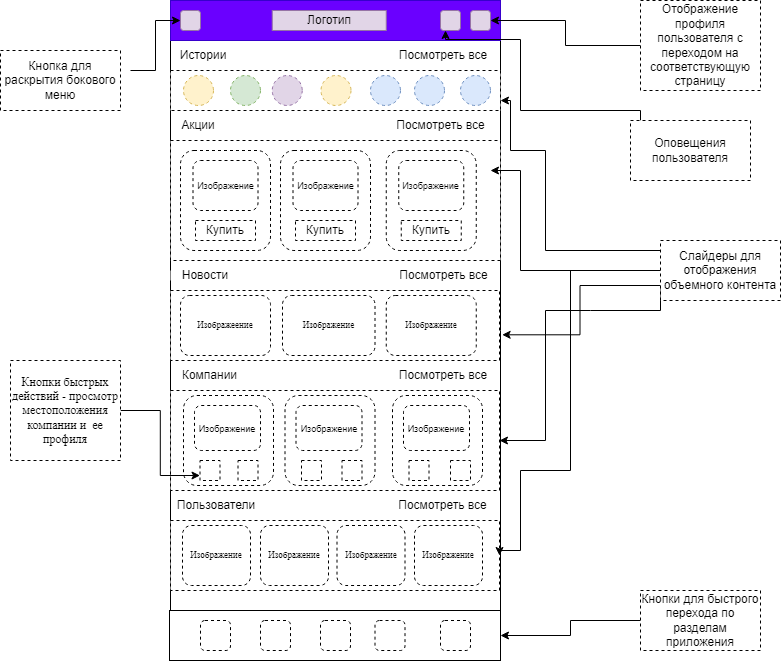 Логотип
Отображение
профиля
пользователя с
переходом на
соответствующую
страницу
Кнопка для
раскрытия бокового
меню
Истории
Посмотреть все
Оповещения
пользователя
Акции
Посмотреть все
Изображение
Изображение
Изображение
Купить
Купить
Купить
Слайдеры для
отображения
объемного контента
Новости
Посмотреть все
Изображеение
Изображение
Изображение
Кнопки быстрых
действий - просмтр
местоположения
компании и ее
профиля
Компании
Посмотреть все
Изображение
Изображение
Изображение
Пользователи
Посмотреть все
Изображение
Изображение
Изображение
Изображение
Кнопки для быстрого
перехода по
разделам
приложения